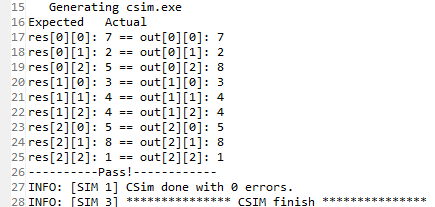 15 Generating csim.exe
16 Expected Actual
17 res[0][0]: 7 == out[0][0]: 7
18 res[0][1]: 2 == out[0][1]: 2
19 res[0][2]: 5 == out[0][2]: 8
20 res[1][0]: 3 == out[1][0]: 3
21 res[1][1]: 4 == out[1][1]: 4
22 res[1][2]: 4 == out[1][2]: 4
23 res[2][0]: 5 == out[2][0]: 5
24 res[2][1]: 8 == out[2][1]: 8
25 res[2][2]: 1 == out[2][2]: 1
26 ----------Pass!------------
27 INFO: [SIM 1] CSim done with 0 errors.
28 INFO: [SIM 3] *************** CSIM finish ***************